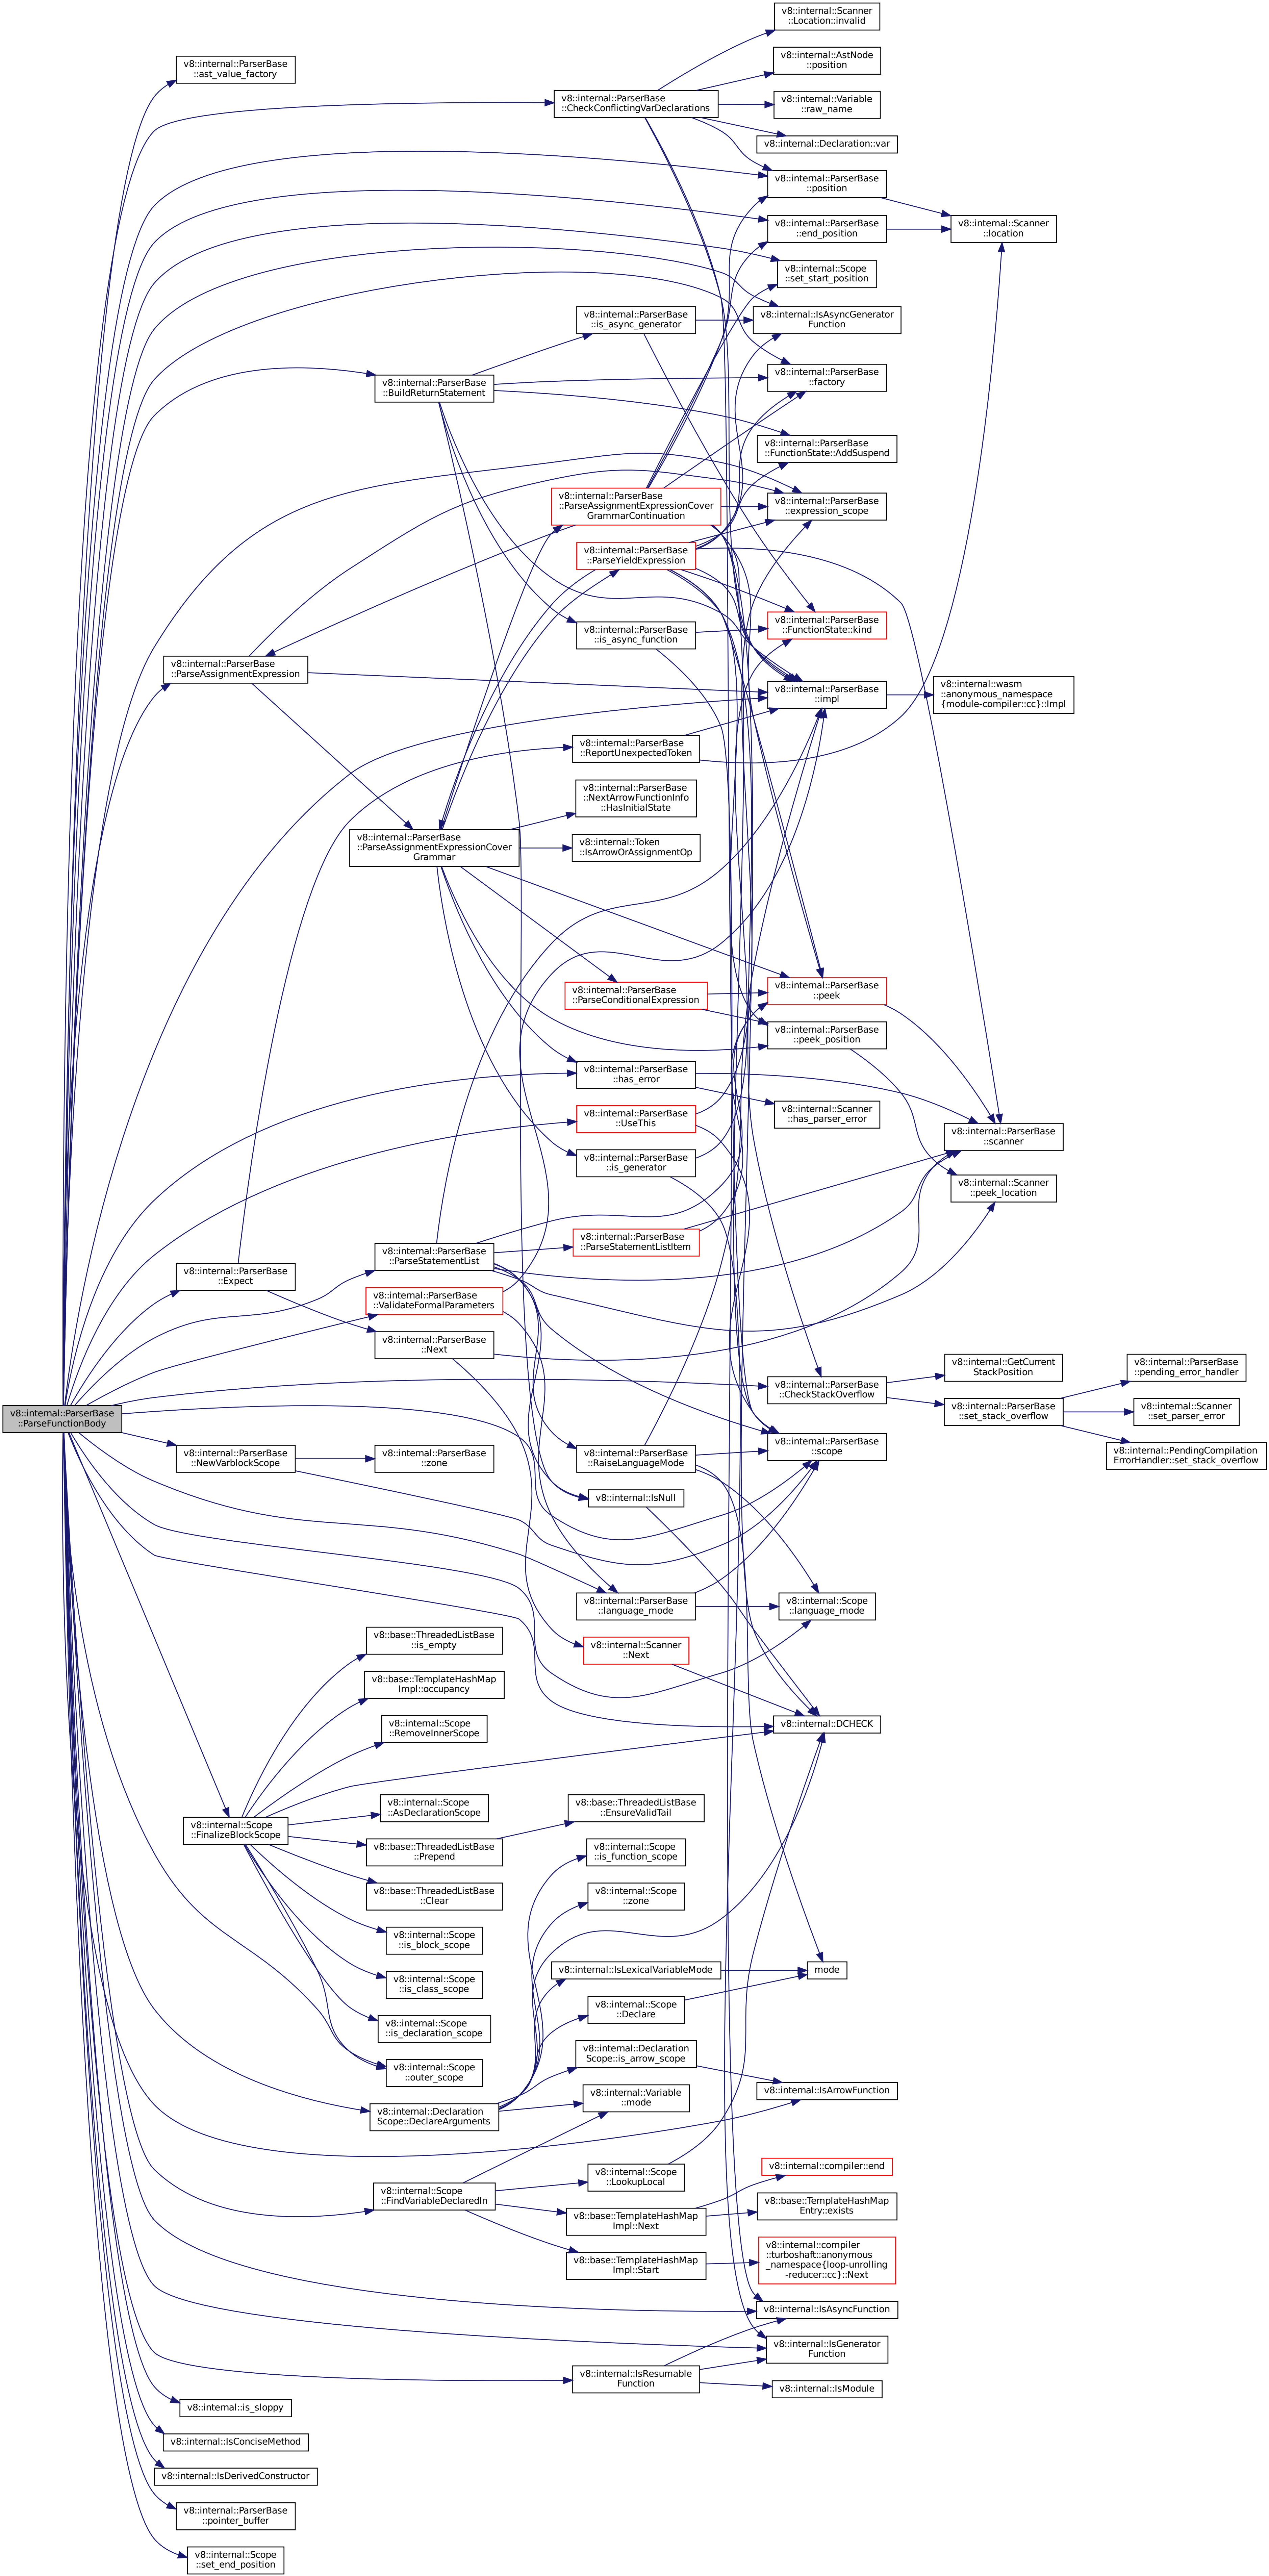 v8::internal::Scanner
::Location::invalid
v8::internal::AstNode
::position
v8::internal::ParserBase
::ast_value_factory
v8::internal::ParserBase
::CheckConflictingVarDeclarations
v8::internal::Variable
::raw_name
v8::internal::Declaration::var
v8::internal::ParserBase
::position
v8::internal::ParserBase
::end_position
v8::internal::Scanner
::location
v8::internal::Scope
::set_start_position
v8::internal::ParserBase
::is_async_generator
v8::internal::IsAsyncGenerator
Function
v8::internal::ParserBase
::BuildReturnStatement
v8::internal::ParserBase
::factory
v8::internal::ParserBase
::FunctionState::AddSuspend
v8::internal::ParserBase
::ParseAssignmentExpressionCover
GrammarContinuation
v8::internal::ParserBase
::expression_scope
v8::internal::ParserBase
::ParseYieldExpression
v8::internal::ParserBase
::is_async_function
v8::internal::ParserBase
::FunctionState::kind
v8::internal::ParserBase
::ParseAssignmentExpression
v8::internal::ParserBase
::impl
v8::internal::wasm
::anonymous_namespace
{module-compiler::cc}::Impl
v8::internal::ParserBase
::ReportUnexpectedToken
v8::internal::ParserBase
::NextArrowFunctionInfo
::HasInitialState
v8::internal::ParserBase
::ParseAssignmentExpressionCover
Grammar
v8::internal::Token
::IsArrowOrAssignmentOp
v8::internal::ParserBase
::ParseConditionalExpression
v8::internal::ParserBase
::peek
v8::internal::ParserBase
::peek_position
v8::internal::ParserBase
::has_error
v8::internal::Scanner
::has_parser_error
v8::internal::ParserBase
::UseThis
v8::internal::ParserBase
::scanner
v8::internal::ParserBase
::is_generator
v8::internal::Scanner
::peek_location
v8::internal::ParserBase
::ParseStatementListItem
v8::internal::ParserBase
::ParseStatementList
v8::internal::ParserBase
::Expect
v8::internal::ParserBase
::ValidateFormalParameters
v8::internal::ParserBase
::Next
v8::internal::GetCurrent
StackPosition
v8::internal::ParserBase
::pending_error_handler
v8::internal::ParserBase
::CheckStackOverflow
v8::internal::ParserBase
::set_stack_overflow
v8::internal::Scanner
::set_parser_error
v8::internal::ParserBase
::ParseFunctionBody
v8::internal::ParserBase
::NewVarblockScope
v8::internal::ParserBase
::zone
v8::internal::ParserBase
::RaiseLanguageMode
v8::internal::ParserBase
::scope
v8::internal::PendingCompilation
ErrorHandler::set_stack_overflow
v8::internal::IsNull
v8::internal::ParserBase
::language_mode
v8::internal::Scope
::language_mode
v8::base::ThreadedListBase
::is_empty
v8::internal::Scanner
::Next
v8::base::TemplateHashMap
Impl::occupancy
v8::internal::Scope
::RemoveInnerScope
v8::internal::DCHECK
v8::internal::Scope
::FinalizeBlockScope
v8::internal::Scope
::AsDeclarationScope
v8::base::ThreadedListBase
::EnsureValidTail
v8::base::ThreadedListBase
::Prepend
v8::internal::Scope
::is_function_scope
v8::base::ThreadedListBase
::Clear
v8::internal::Scope
::zone
v8::internal::Scope
::is_block_scope
v8::internal::IsLexicalVariableMode
mode
v8::internal::Scope
::is_class_scope
v8::internal::Scope
::Declare
v8::internal::Scope
::is_declaration_scope
v8::internal::Scope
::outer_scope
v8::internal::Declaration
Scope::is_arrow_scope
v8::internal::IsArrowFunction
v8::internal::Declaration
Scope::DeclareArguments
v8::internal::Variable
::mode
v8::internal::Scope
::LookupLocal
v8::internal::compiler::end
v8::internal::Scope
::FindVariableDeclaredIn
v8::base::TemplateHashMap
Impl::Next
v8::base::TemplateHashMap
Entry::exists
v8::base::TemplateHashMap
Impl::Start
v8::internal::compiler
::turboshaft::anonymous
_namespace{loop-unrolling
-reducer::cc}::Next
v8::internal::IsAsyncFunction
v8::internal::IsGenerator
Function
v8::internal::IsResumable
Function
v8::internal::IsModule
v8::internal::is_sloppy
v8::internal::IsConciseMethod
v8::internal::IsDerivedConstructor
v8::internal::ParserBase
::pointer_buffer
v8::internal::Scope
::set_end_position